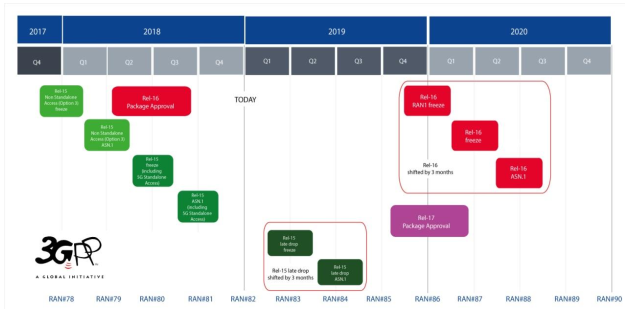 2017
2018
2019
2020
Q4
Q1
Q2
Q3
Q4
Q1
Q2
Q3
Q4
Q1
Q2
Q3
Q4
Rel-15
Non Standalone
Access (Option 3)
freeze
Rel-16
Package Approval
TODAY
Rel-16
RAN1 freeze
Rel-15
Non Standalone
Access (Option 3)
ASN.1
Rel-16
freeze
Rel-15
freeze
(including
5G Standalone
Access)
Rel-16
shifted by 3 months
Rel-16
ASN.1
Rel-15
ASN.1
(including
5G Standalone
Access)
Rel-17
Package Approval
Rel-15
late drop
freeze
Rel-15 late drop
shifted by 3 months
Rel-15
late drop
ASN.1
3GPP
A GLOBAL INITIATIVE
RAN#78
RAN#79
RAN#80
RAN#81
RAN#82
RAN#83
RAN#84
RAN#85
RAN#86
RAN#87
RAN#88
RAN#89
RAN#90